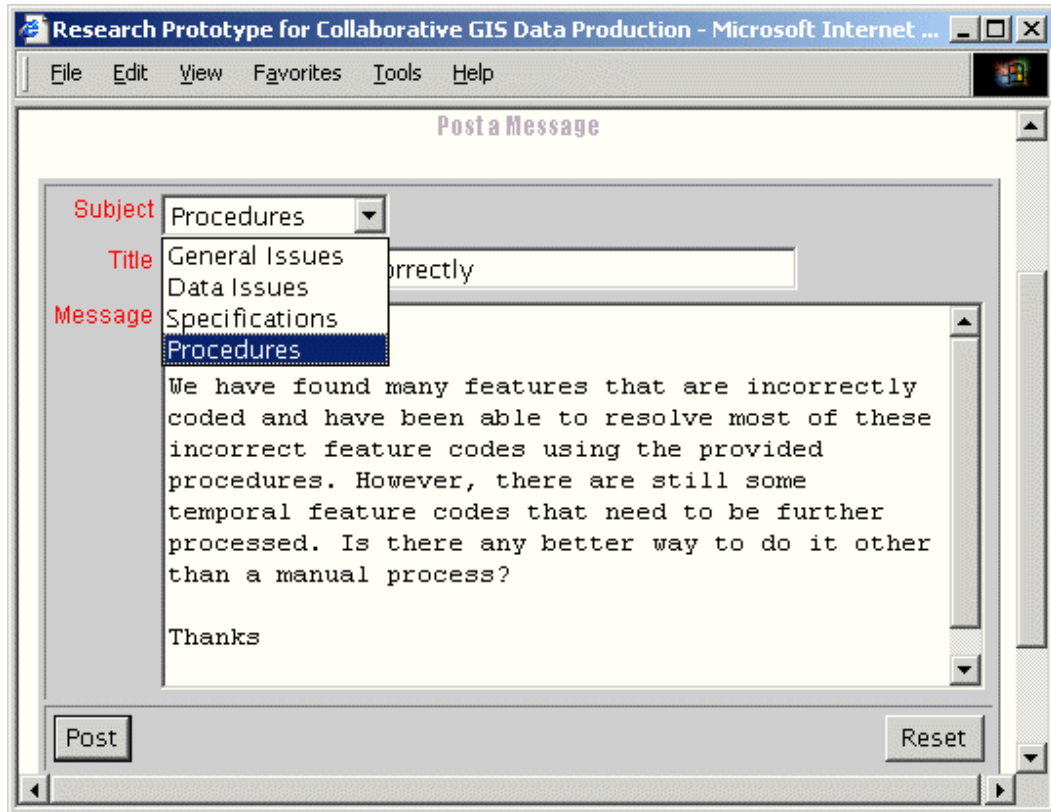 Research Prototype for Collaborative GIS Data Production - Microsoft Internet ...
File Edit View Favorites Tools Help
Post a Message
Subject Procedures
Title
General Issues
Data Issues
Message
Specifications
Procedures
We have found many features that are incorrectly
coded and have been able to resolve most of these
incorrect feature codes using the provided
procedures. However, there are still some
temporal feature codes that need to be further
processed. Is there any better way to do it other
than a manual process?
Thanks
Post Reset